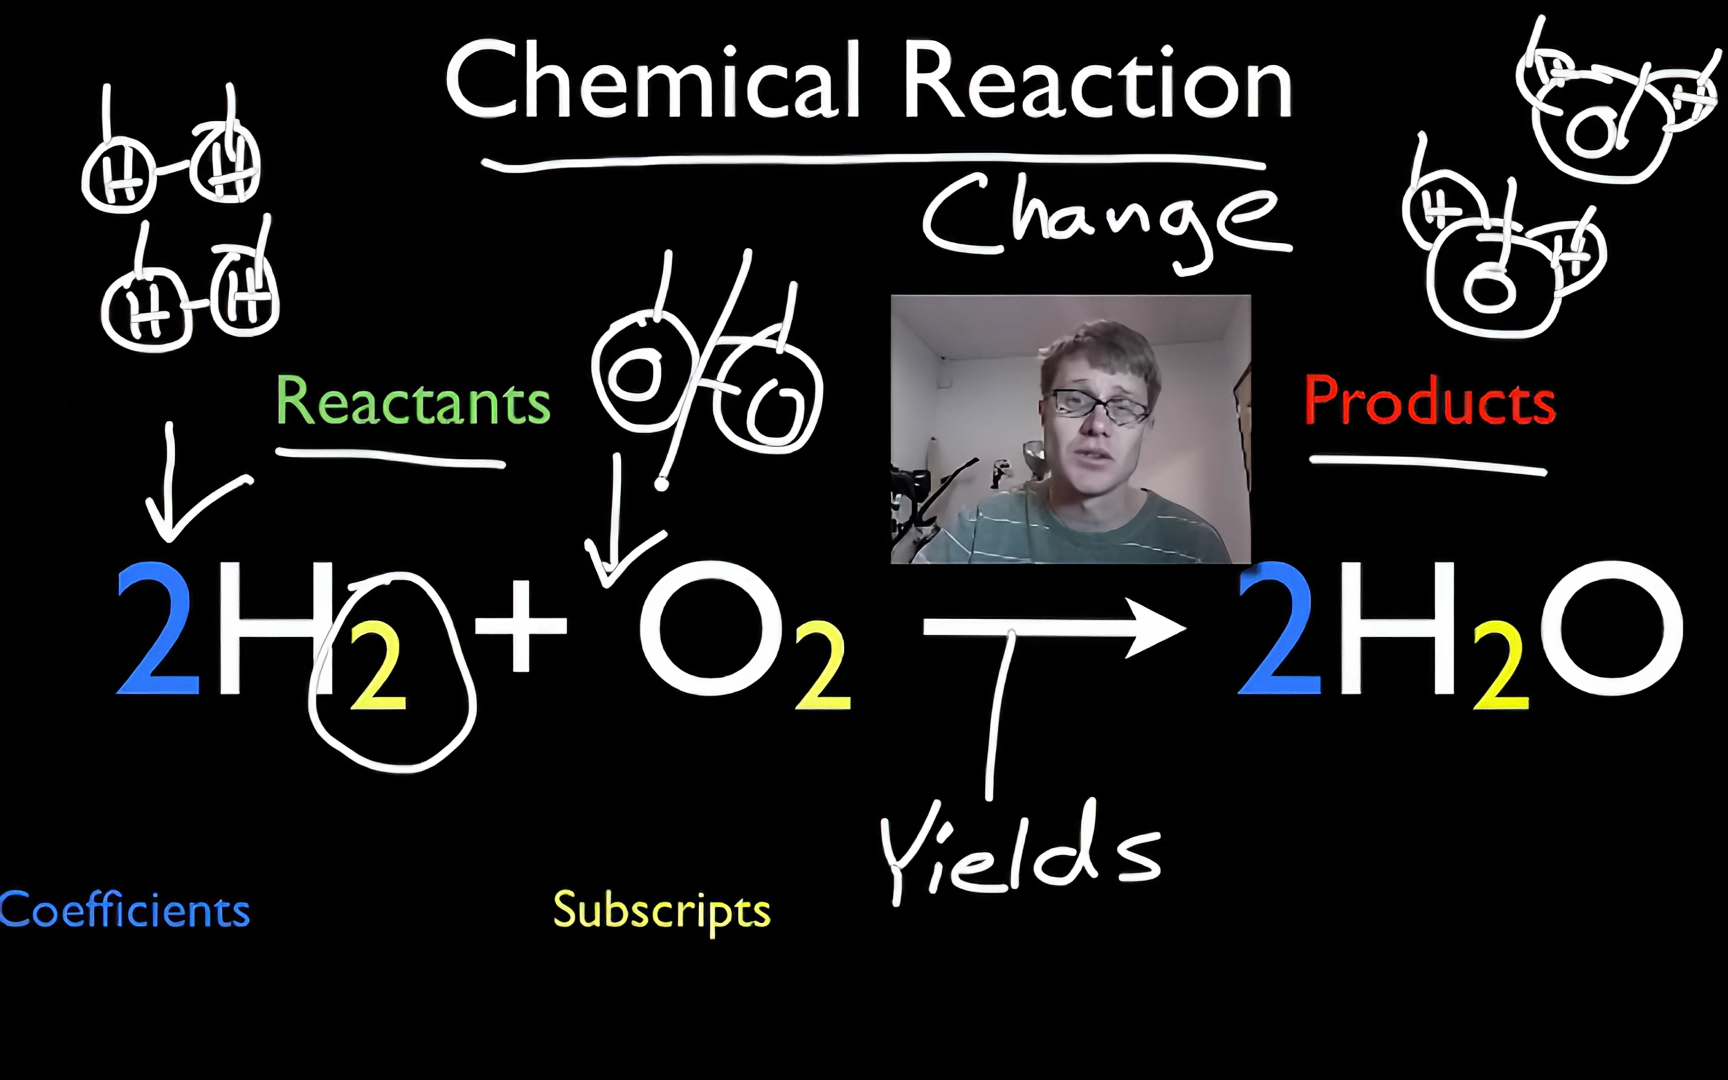 Chemical Reaction
Change
H H
H H
O O
H O H
H O H
Reactants
Products
2H2 + O2 → 2H2O
Yields
Coefficients
Subscripts